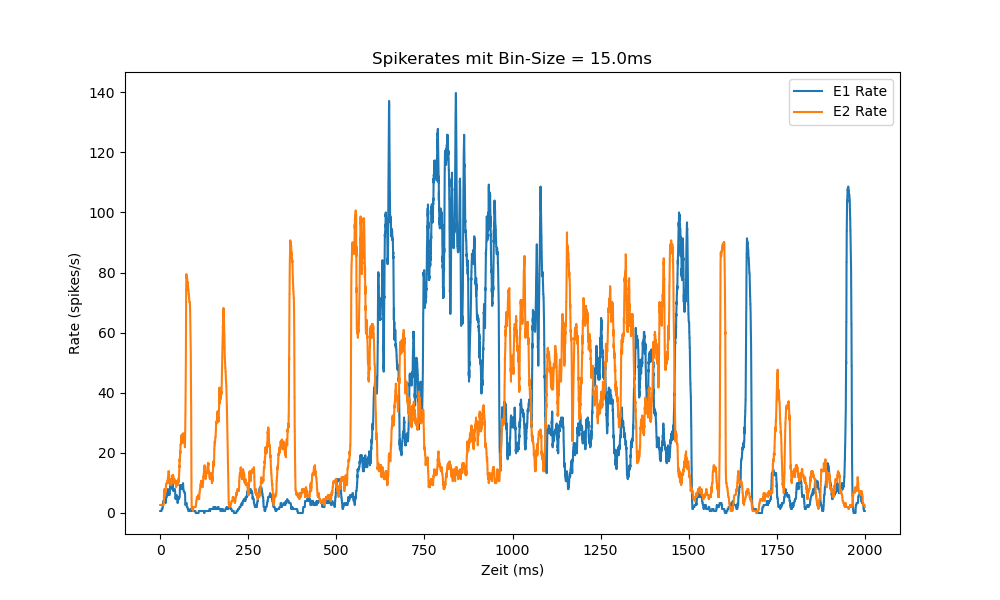 Spikerates mit Bin-Size = 15.0ms
E1 Rate
E2 Rate
Rate (spikes/s)
140
120
100
80
60
40
20
0
0 250 500 750 1000 1250 1500 1750 2000
Zeit (ms)